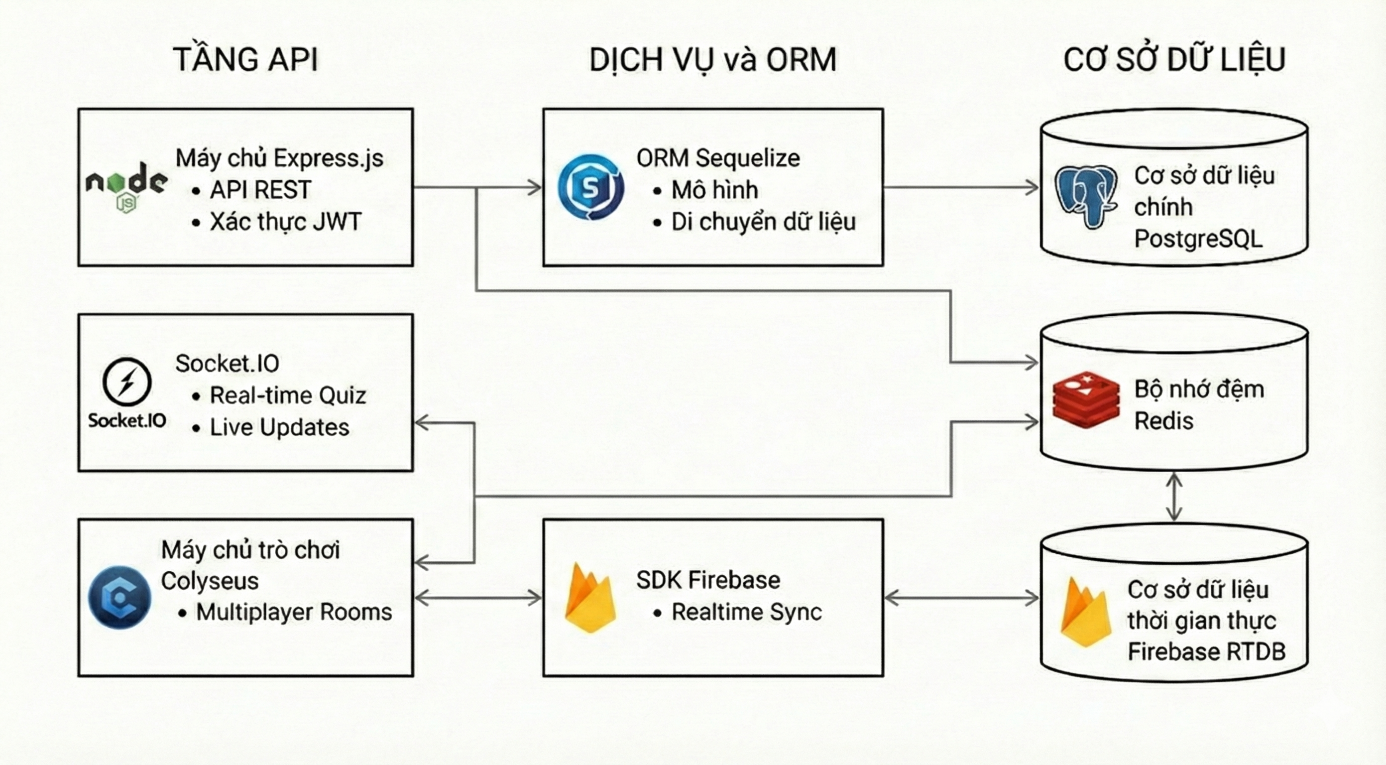 TẦNG API
DỊCH VỤ và ORM
CƠ SỞ DỮ LIỆU
node
JS
Máy chủ Express.js
• API REST
• Xác thực JWT
S
ORM Sequelize
• Mô hình
• Di chuyển dữ liệu
Cơ sở dữ liệu
chính
PostgreSQL
Socket.IO
Socket.IO
• Real-time Quiz
• Live Updates
Bộ nhớ đệm
Redis
Máy chủ trò chơi
Colyseus
• Multiplayer Rooms
SDK Firebase
• Realtime Sync
Cơ sở dữ liệu
thời gian thực
Firebase RTDB